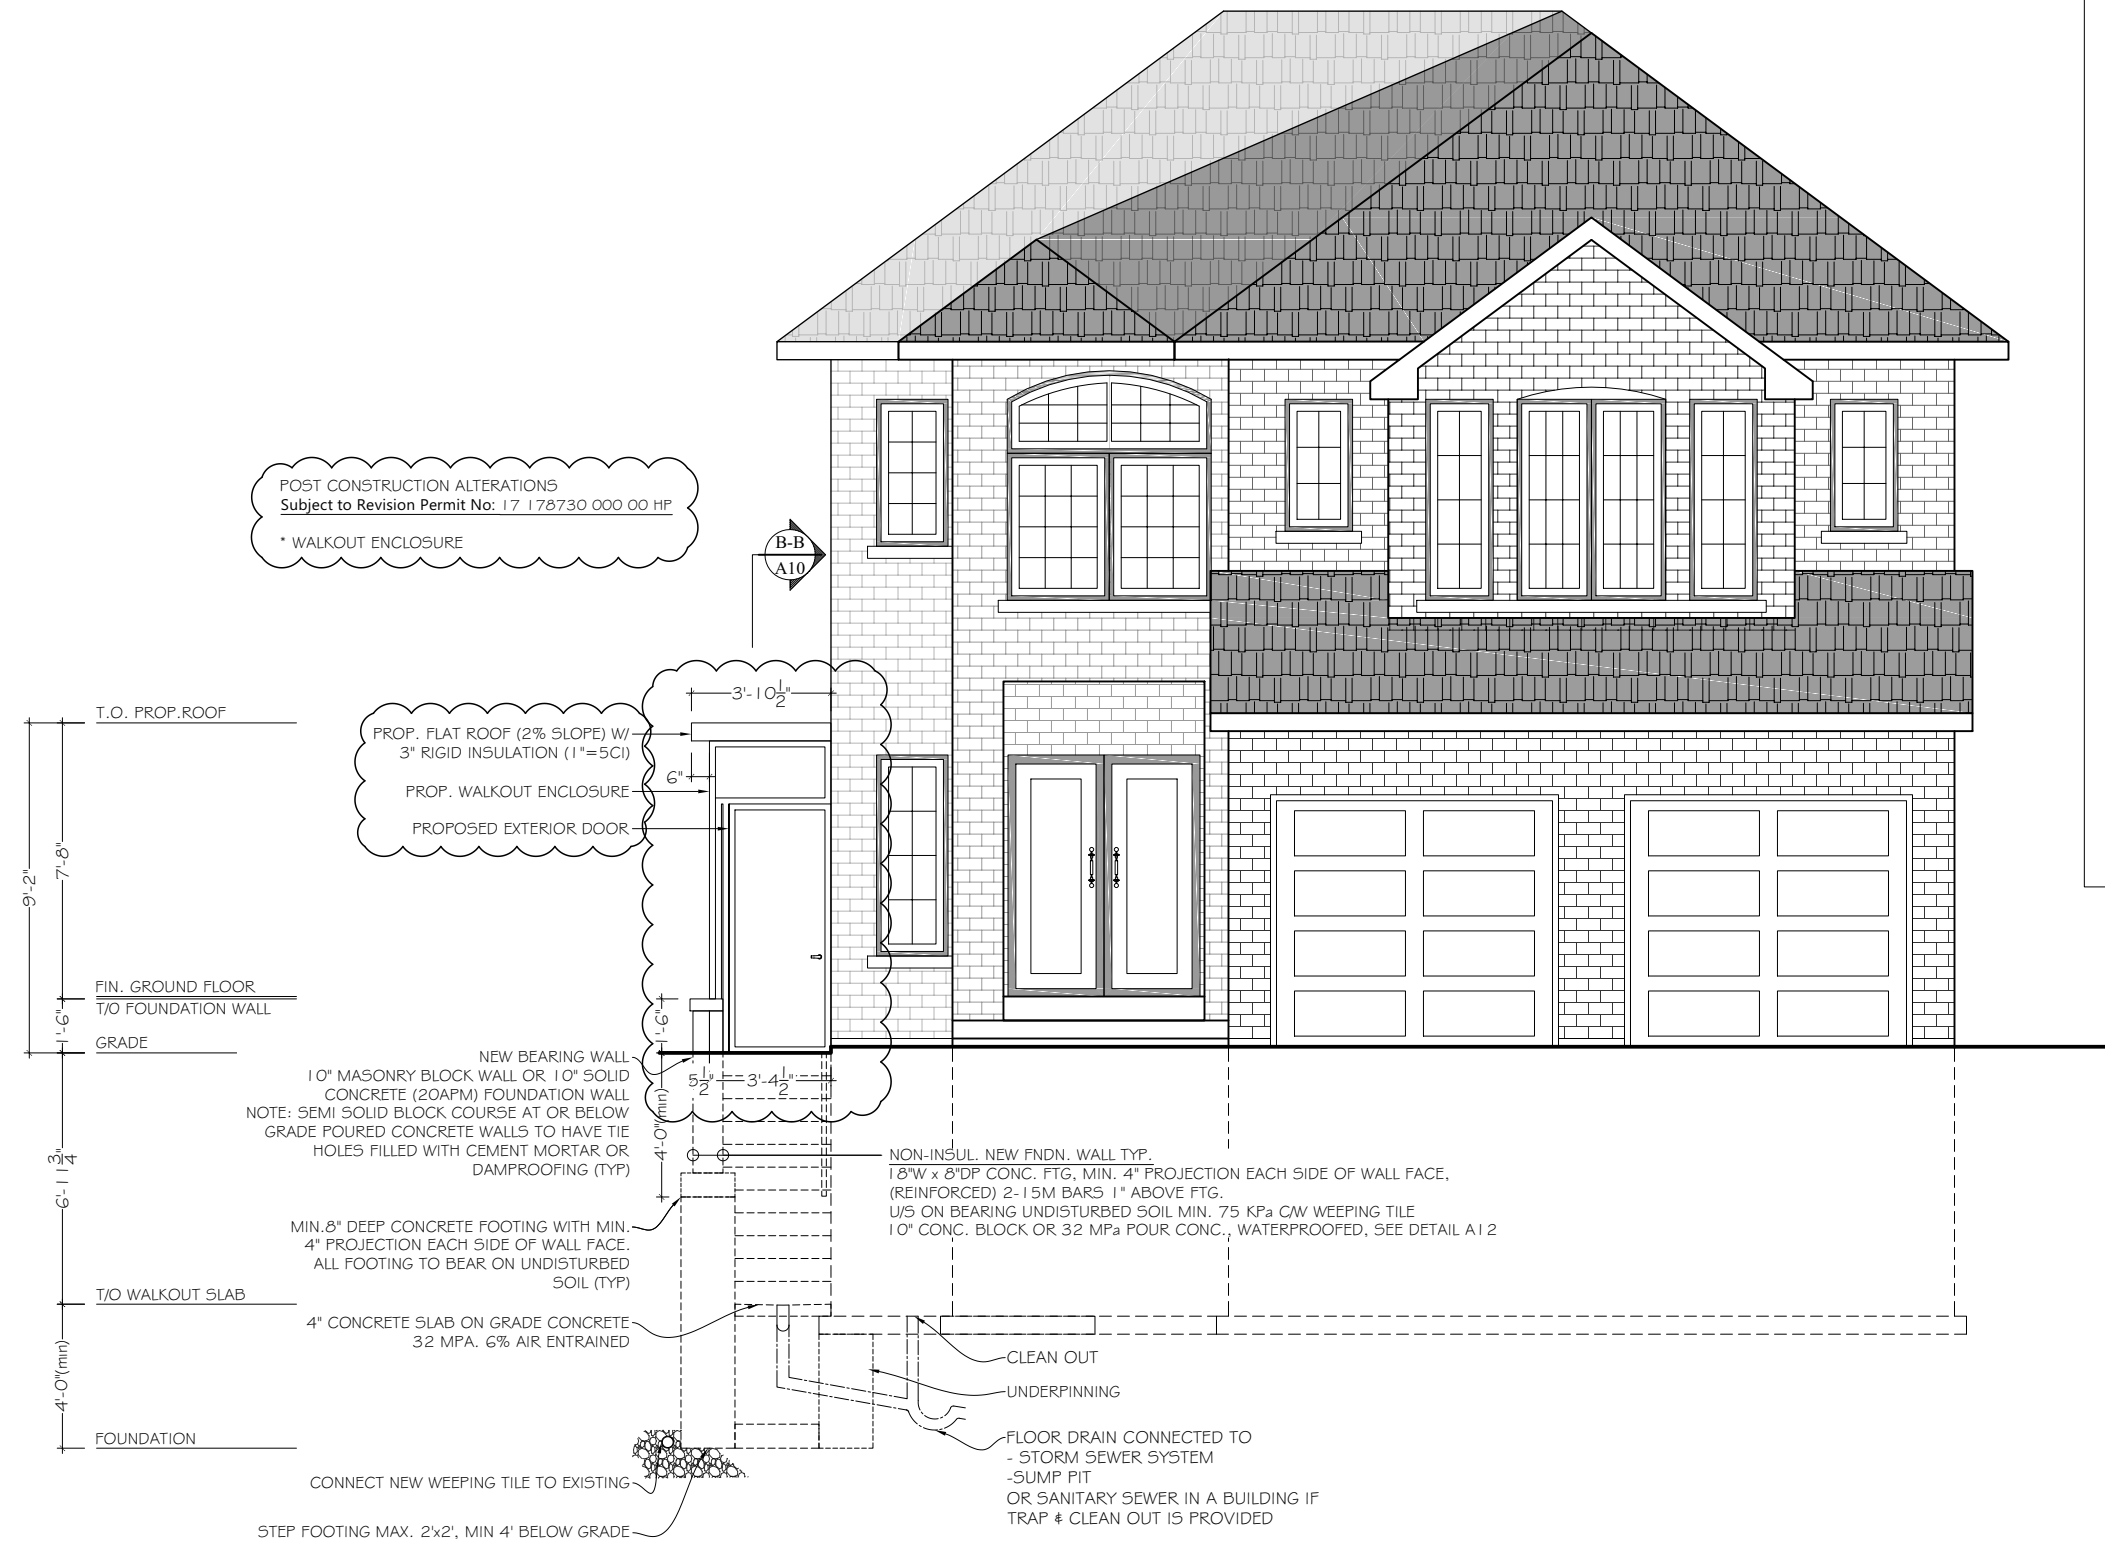 POST CONSTRUCTION ALTERATIONS
Subject to Revision Permit No: 17 178730 000 00 HP
* WALKOUT ENCLOSURE
B-B
A10
3'-10 1/2"
T.O. PROP.ROOF
PROP. FLAT ROOF (2% SLOPE) W/
3" RIGID INSULATION (1"=5CI)
6"
PROP. WALKOUT ENCLOSURE
PROPOSED EXTERIOR DOOR
9'-2"
7'-8"
FIN. GROUND FLOOR
T/O FOUNDATION WALL
1'-6"
1'-6"
GRADE
NEW BEARING WALL
10" MASONRY BLOCK WALL OR 10" SOLID
CONCRETE (20APM) FOUNDATION WALL
NOTE: SEMI SOLID BLOCK COURSE AT OR BELOW
GRADE POURED CONCRETE WALLS TO HAVE TIE
HOLES FILLED WITH CEMENT MORTAR OR
DAMPROOFING (TYP)
5 1/2"
3'-4 1/2"
4'-0"(min)
6'-1 3/4"
NON-INSUL. NEW FNDN. WALL TYP.
18"W x 8"DP CONC. FTG, MIN. 4" PROJECTION EACH SIDE OF WALL FACE,
(REINFORCED) 2-15M BARS 1" ABOVE FTG.
U/S ON BEARING UNDISTURBED SOIL MIN. 75 KPa C/W WEEPING TILE
10" CONC. BLOCK OR 32 MPa POUR CONC., WATERPROOFED, SEE DETAIL A12
MIN.8" DEEP CONCRETE FOOTING WITH MIN.
4" PROJECTION EACH SIDE OF WALL FACE.
ALL FOOTING TO BEAR ON UNDISTURBED
SOIL (TYP)
T/O WALKOUT SLAB
4" CONCRETE SLAB ON GRADE CONCRETE
32 MPA. 6% AIR ENTRAINED
4'-0"(min)
CLEAN OUT
UNDERPINNING
FOUNDATION
FLOOR DRAIN CONNECTED TO
- STORM SEWER SYSTEM
-SUMP PIT
OR SANITARY SEWER IN A BUILDING IF
TRAP & CLEAN OUT IS PROVIDED
CONNECT NEW WEEPING TILE TO EXISTING
STEP FOOTING MAX. 2'x2', MIN 4' BELOW GRADE